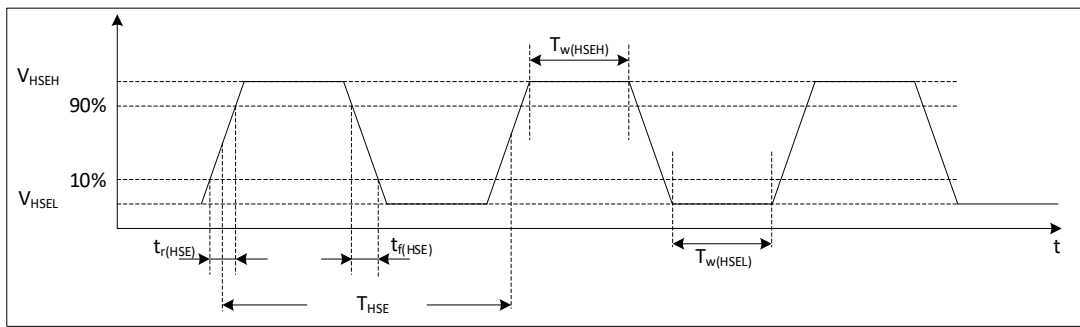 T_w(HSEH)
V_HSEH
90%
10%
V_HSEL
t_r(HSE)
t_f(HSE)
T_w(HSEL)
t
T_HSE